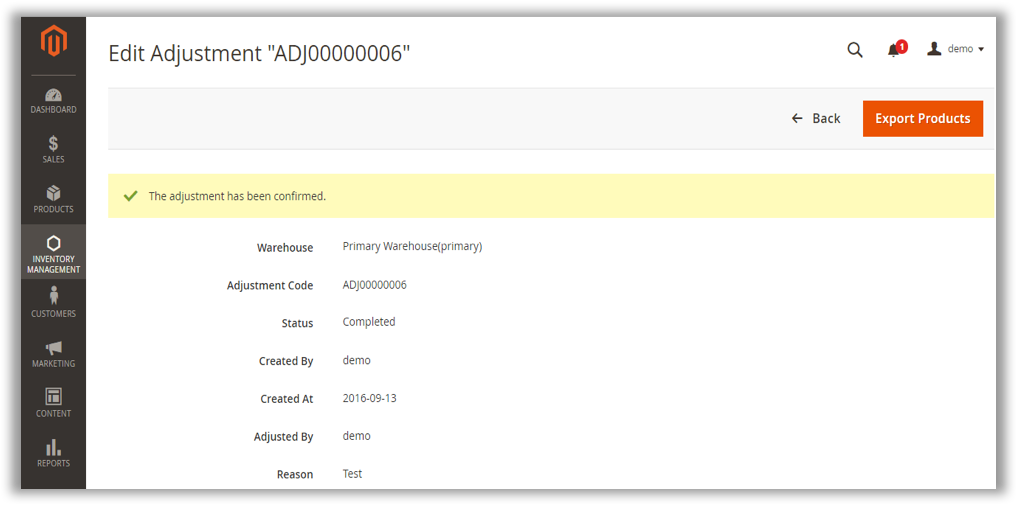 Edit Adjustment "ADJ00000006"
1
demo
Back
Export Products
DASHBOARD
SALES
PRODUCTS
INVENTORY
MANAGEMENT
CUSTOMERS
MARKETING
CONTENT
REPORTS
The adjustment has been confirmed.
Warehouse Primary Warehouse(primary)
Adjustment Code ADJ00000006
Status Completed
Created By demo
Created At 2016-09-13
Adjusted By demo
Reason Test